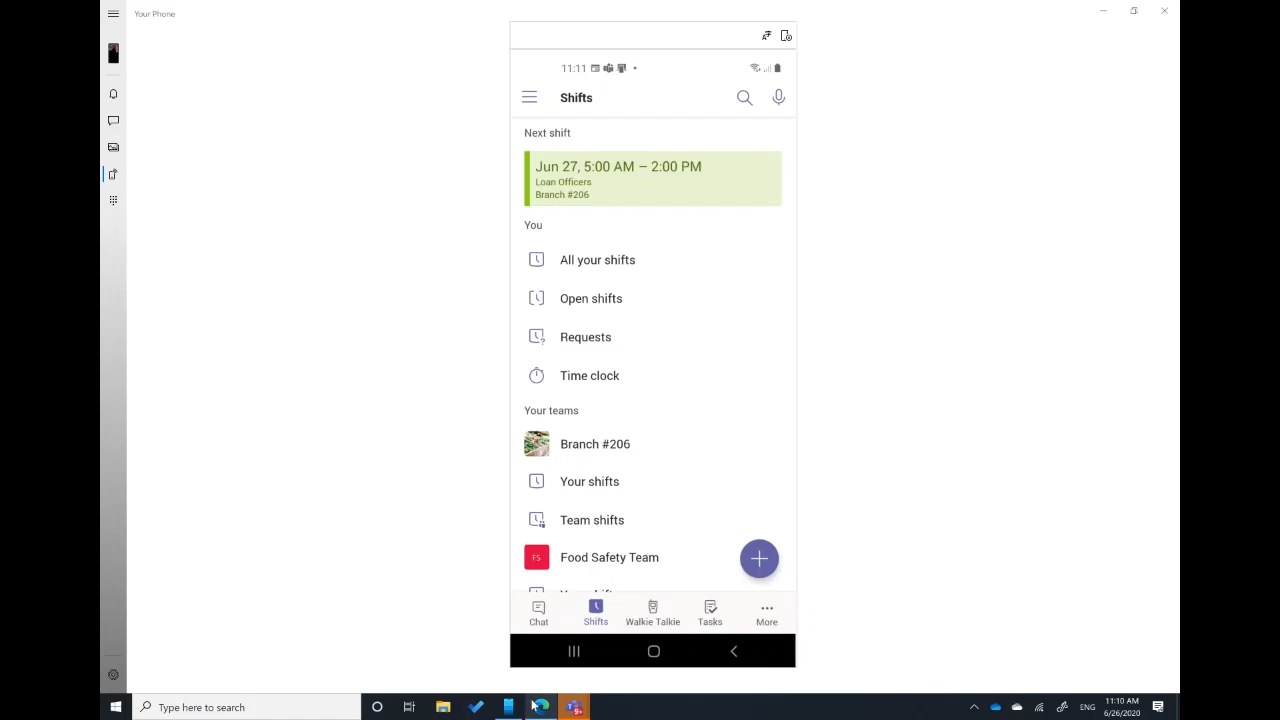 Your Phone
11:11
Shifts
Next shift
Jun 27, 5:00 AM – 2:00 PM
Loan Officers
Branch #206
You
All your shifts
Open shifts
Requests
Time clock
Your teams
Branch #206
Your shifts
Team shifts
FS Food Safety Team
Chat Shifts Walkie Talkie Tasks More
Type here to search
9+
ENG
11:10 AM
6/26/2020